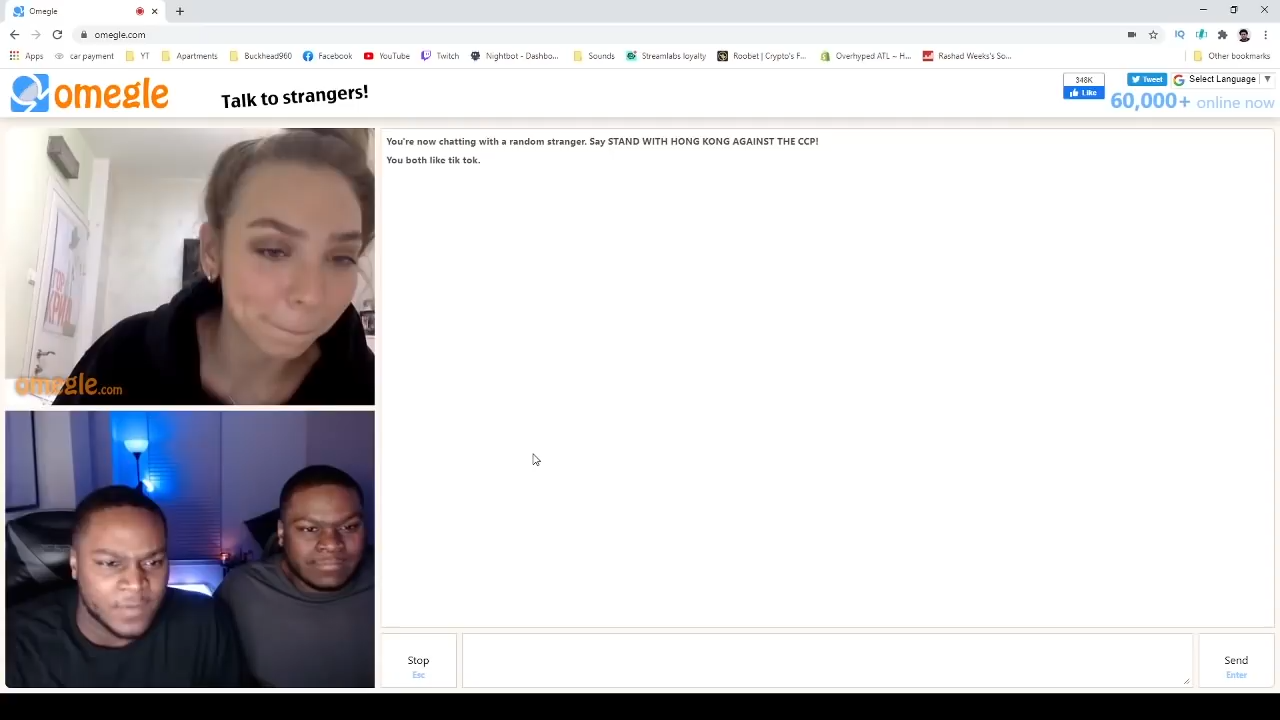 Omegle
omegle.com
Apps
car payment
YT
Apartments
Buckhead960
Facebook
YouTube
Twitch
Nightbot - Dashbo...
Sounds
Streamlabs loyalty
Roobet | Crypto's F...
Overhyped ATL ~ H...
Rashad Weeks's So...
Other bookmarks
omegle
Talk to strangers!
348K
Like
Tweet
Select Language
60,000+ online now
You're now chatting with a random stranger. Say STAND WITH HONG KONG AGAINST THE CCP!
You both like tik tok.
omegle.com
Stop
Esc
Send
Enter